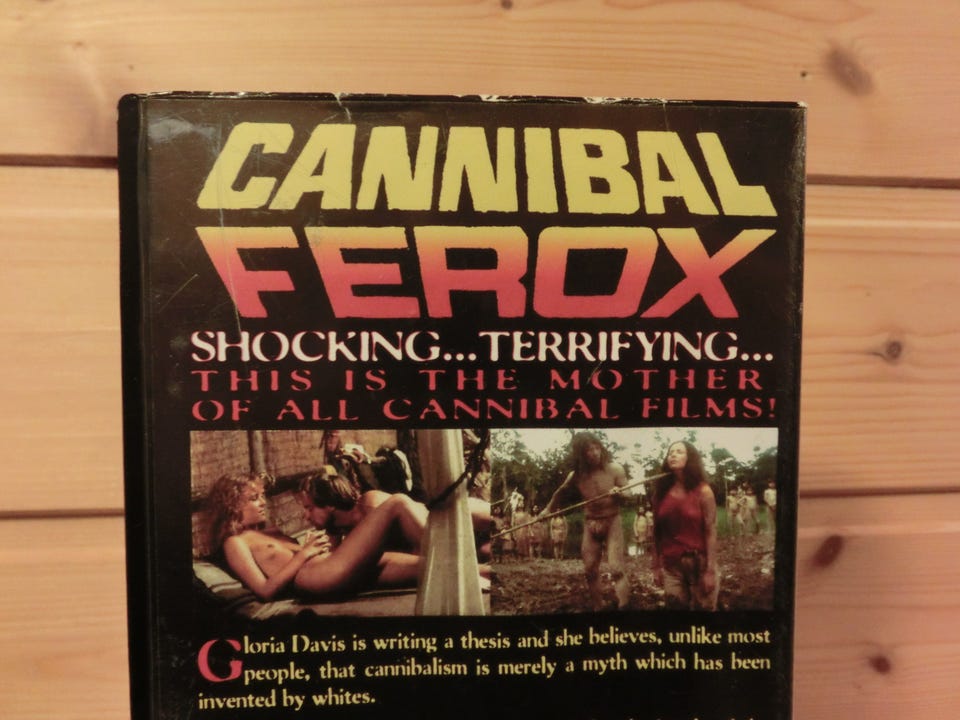 CANNIBAL
FEROX
SHOCKING...TERRIFYING...
THIS IS THE MOTHER
OF ALL CANNIBAL FILMS!
Gloria Davis is writing a thesis and she believes, unlike most
people, that cannibalism is merely a myth which has been
invented by whites.